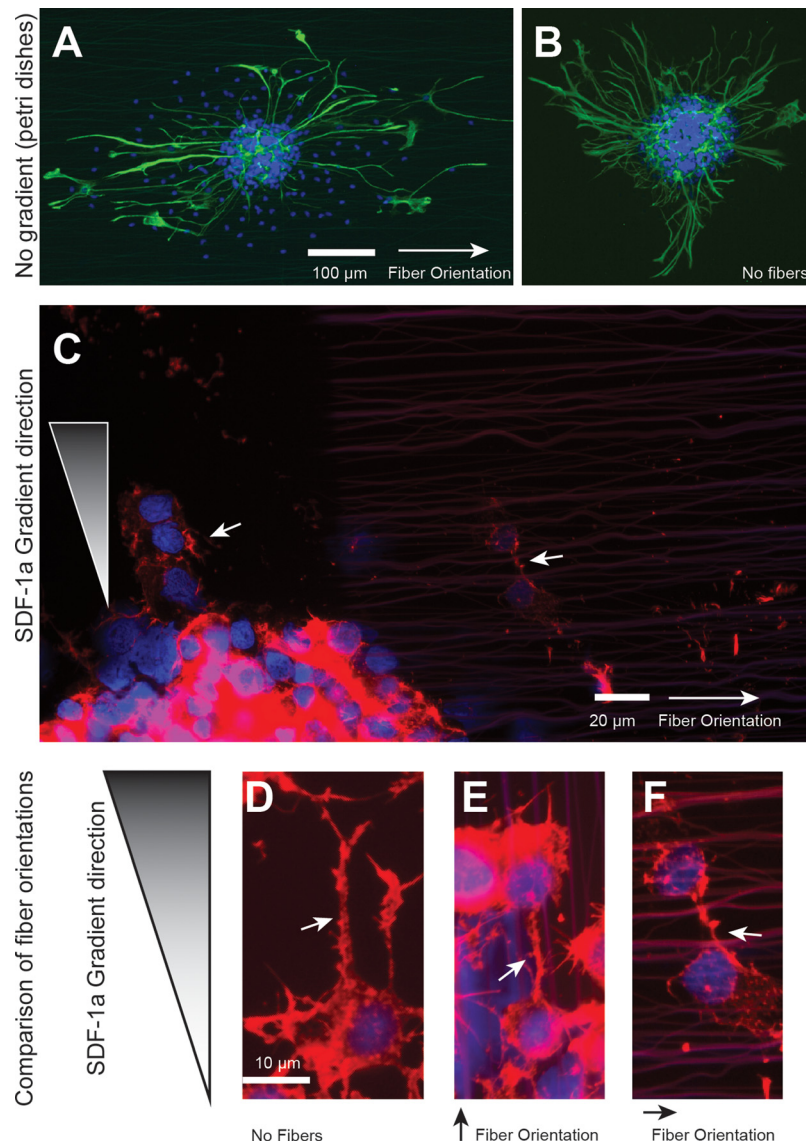 No gradient (petri dishes)
A
100 µm
Fiber Orientation
B
No fibers
SDF-1a Gradient direction
C
20 µm
Fiber Orientation
Comparison of fiber orientations
SDF-1a Gradient direction
D
10 µm
No Fibers
E
Fiber Orientation
F
Fiber Orientation